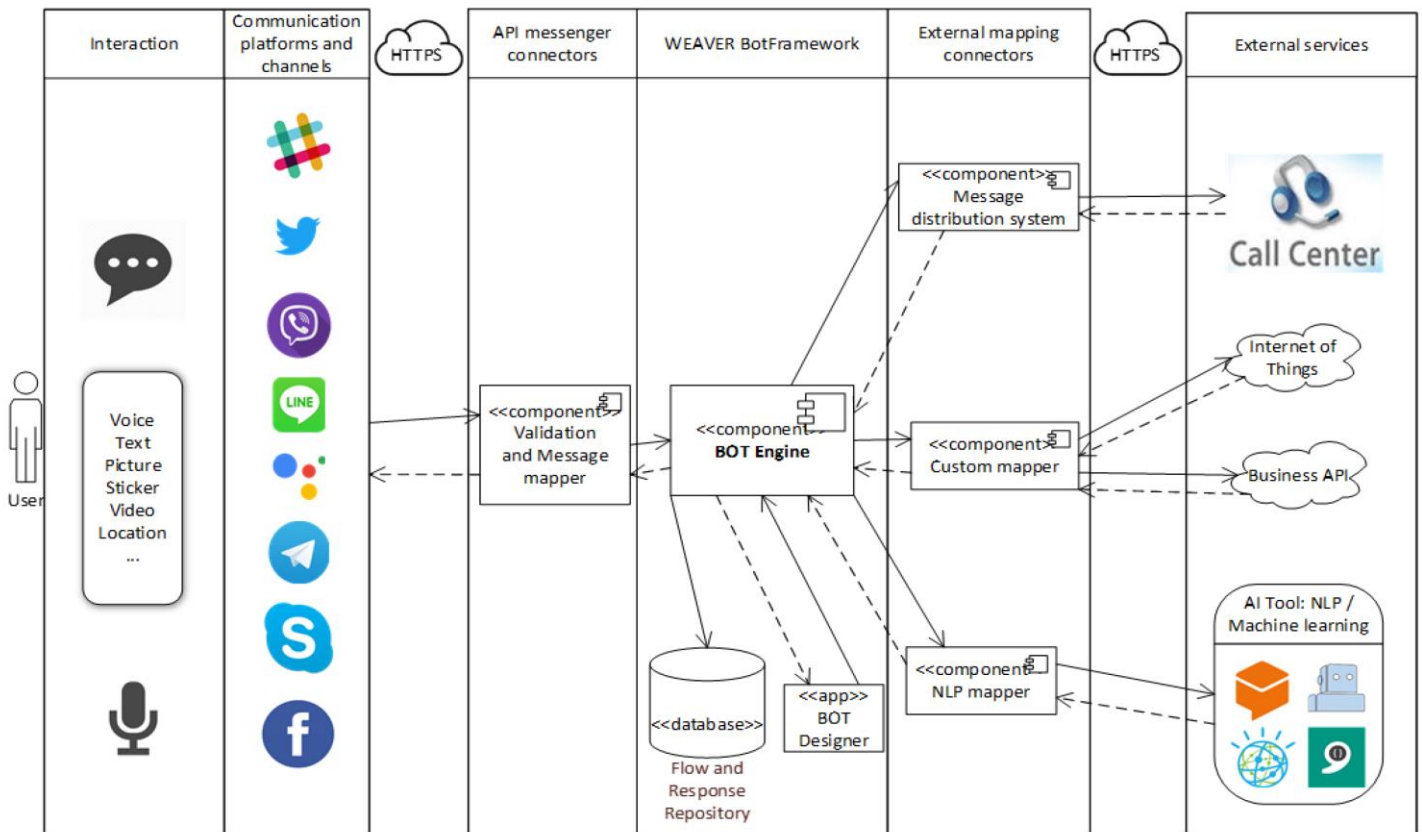 Interaction
Communication
platforms and
channels
HTTPS
API messenger
connectors
WEAVER BotFramework
External mapping
connectors
HTTPS
External services
<<component>>
Message
distribution system
Call Center
Internet of
Things
User
Voice
Text
Picture
Sticker
Video
Location
...
LINE
<<component>>
Validation
and Message
mapper
<<component>>
BOT Engine
<<component>
Custom mapper
Business API
S
f
<<database>>
Flow and
Response
Repository
<<app>>
BOT
Designer
<<component>
NLP mapper
AI Tool: NLP /
Machine learning